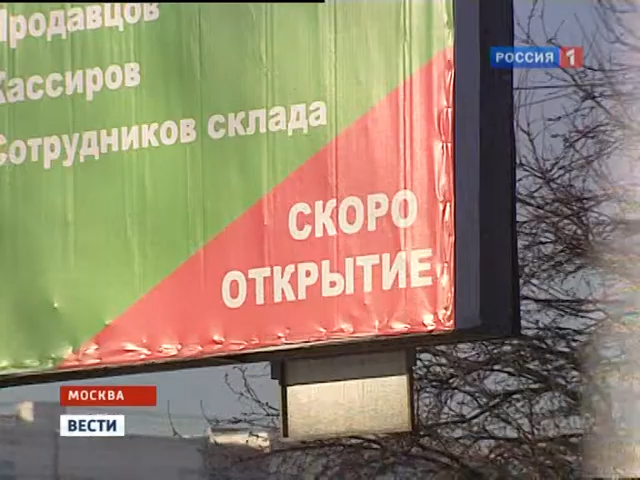 Продавцов
Кассиров
Сотрудников склада
РОССИЯ 1
СКОРО
ОТКРЫТИЕ
МОСКВА
ВЕСТИ